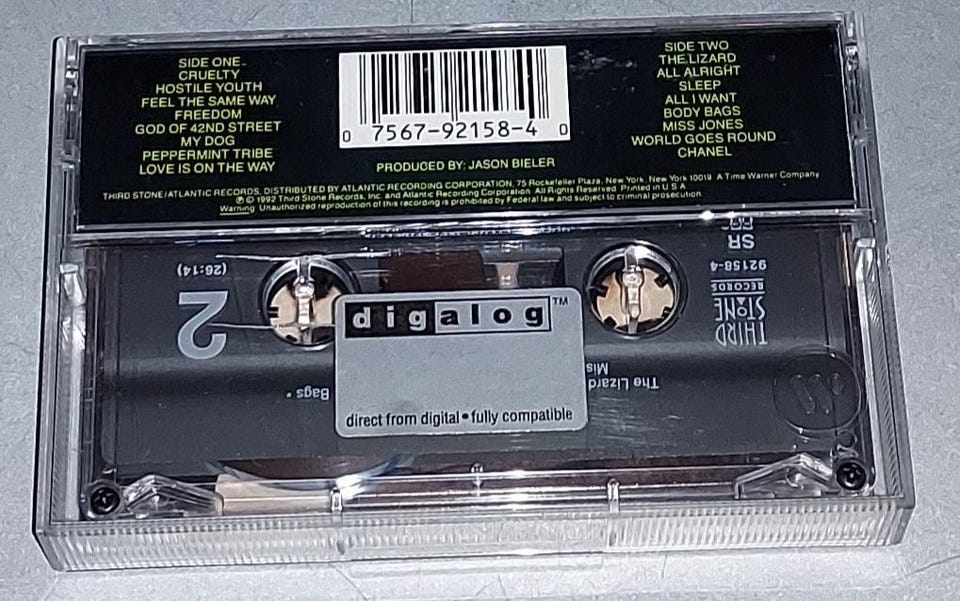 SIDE ONE
CRUELTY
HOSTILE YOUTH
FEEL THE SAME WAY
FREEDOM
GOD OF 42ND STREET
MY DOG
PEPPERMINT TRIBE
LOVE IS ON THE WAY
0 7567-92158-4 0
PRODUCED BY: JASON BIELER
SIDE TWO
THE LIZARD
ALL ALRIGHT
SLEEP
ALL I WANT
BODY BAGS
MISS JONES
WORLD GOES ROUND
CHANEL
THIRD STONE/ATLANTIC RECORDS, DISTRIBUTED BY ATLANTIC RECORDING CORPORATION, 75 Rockefeller Plaza, New York, New York 10019. A Time Warner Company
℗ © 1992 Third Stone Records, Inc. and Atlantic Recording Corporation. All Rights Reserved. Printed in U.S.A.
Warning: Unauthorized reproduction of this recording is prohibited by Federal law and subject to criminal prosecution.
SR
92158-4
THIRD
STONE
RECORDS
(26:14)
2
digalog™
direct from digital • fully compatible
The Lizard
Mis
Bags •